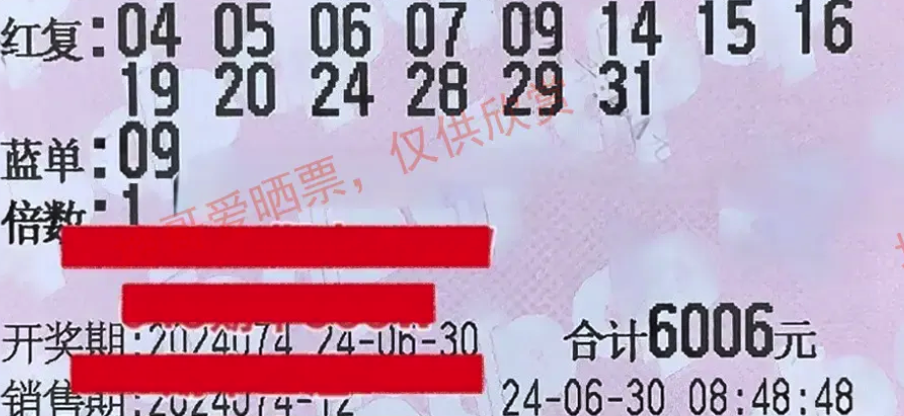 红复:04 05 06 07 09 14 15 16
19 20 24 28 29 31
蓝单:09
倍数:1
哥爱晒票，仅供欣赏
开奖期:2024074 24-06-30 合计6006元
销售期:2024074-12 24-06-30 08:48:48